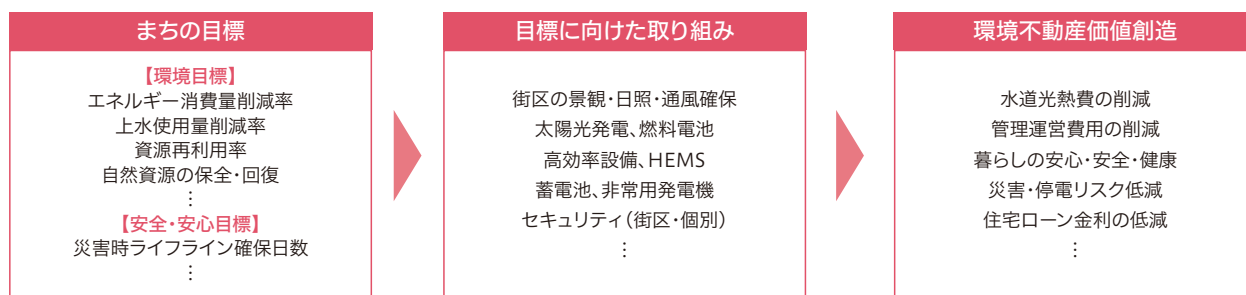 まちの目標
【環境目標】
エネルギー消費量削減率
上水使用量削減率
資源再利用率
自然資源の保全・回復
⋮
【安全・安心目標】
災害時ライフライン確保日数
⋮
目標に向けた取り組み
街区の景観・日照・通風確保
太陽光発電、燃料電池
高効率設備、HEMS
蓄電池、非常用発電機
セキュリティ（街区・個別）
⋮
環境不動産価値創造
水道光熱費の削減
管理運営費用の削減
暮らしの安心・安全・健康
災害・停電リスク低減
住宅ローン金利の低減
⋮